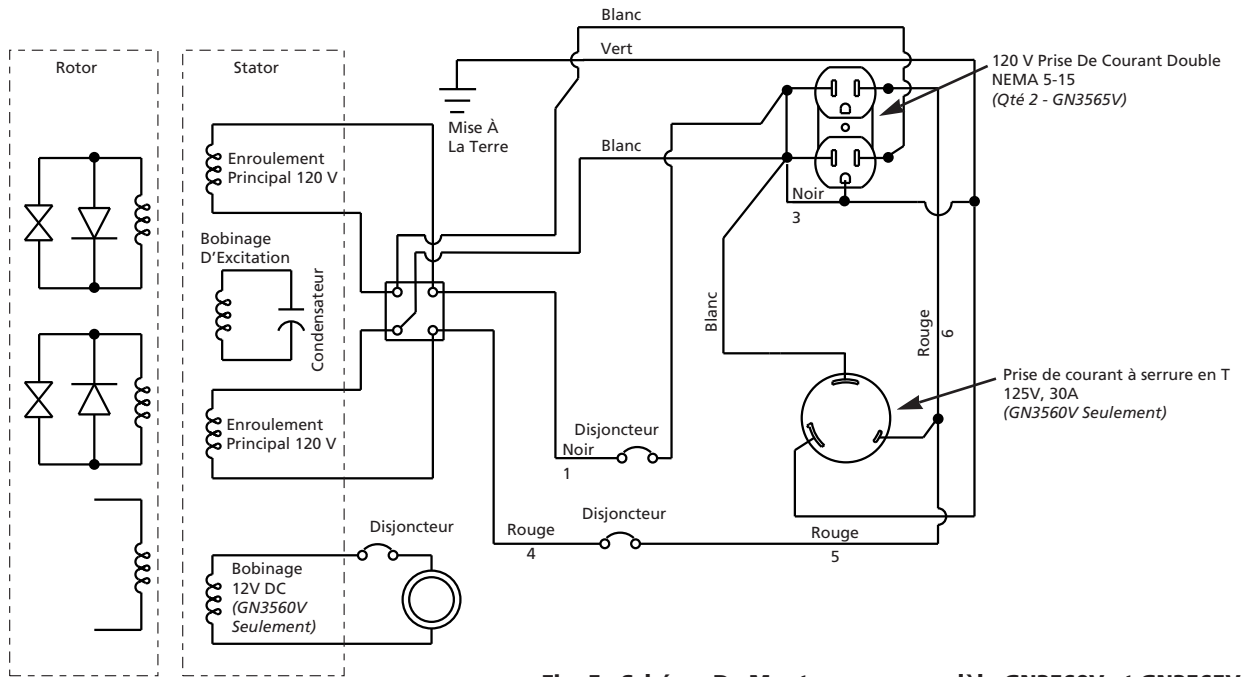 Rotor
Stator
Blanc
Vert
120 V Prise De Courant Double
NEMA 5-15
(Qté 2 - GN3565V)
Mise À
La Terre
Enroulement
Principal 120 V
Blanc
Noir
3
Bobinage
D'Excitation
Condensateur
Blanc
Rouge
6
Enroulement
Principal 120 V
Prise de courant à serrure en T
125V, 30A
(GN3560V Seulement)
Disjoncteur
Noir
1
Disjoncteur
Disjoncteur
Rouge
4
Rouge
5
Bobinage
12V DC
(GN3560V
Seulement)